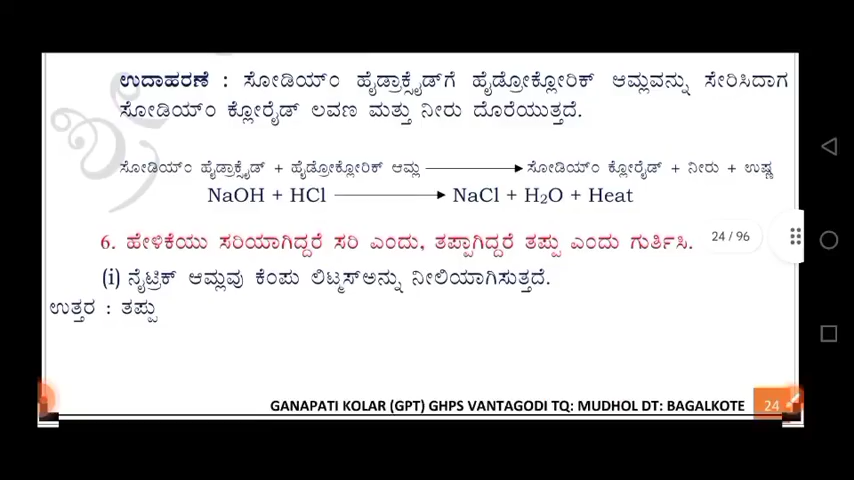 ಉದಾಹರಣೆ : ಸೋಡಿಯ್ಂ ಹೈಡ್ರಾಕ್ಸೈಡ್‌ಗೆ ಹೈಡ್ರೋಕ್ಲೋರಿಕ್ ಆಮ್ಲವನ್ನು ಸೇರಿಸಿದಾಗ
ಸೋಡಿಯ್ಂ ಕ್ಲೋರೈಡ್ ಲವಣ ಮತ್ತು ನೀರು ದೊರೆಯುತ್ತದೆ.
ಸೋಡಿಯ್ಂ ಹೈಡ್ರಾಕ್ಸೈಡ್ + ಹೈಡ್ರೋಕ್ಲೋರಿಕ್ ಆಮ್ಲ ⟶ ಸೋಡಿಯ್ಂ ಕ್ಲೋರೈಡ್ + ನೀರು + ಉಷ್ಣ
NaOH + HCl ⟶ NaCl + H₂O + Heat
6. ಹೇಳಿಕೆಯು ಸರಿಯಾಗಿದ್ದರೆ ಸರಿ ಎಂದು, ತಪ್ಪಾಗಿದ್ದರೆ ತಪ್ಪು ಎಂದು ಗುರ್ತಿಸಿ.
24 / 96
(i) ನೈಟ್ರಿಕ್ ಆಮ್ಲವು ಕೆಂಪು ಲಿಟ್ಮಸ್‌ಅನ್ನು ನೀಲಿಯಾಗಿಸುತ್ತದೆ.
ಉತ್ತರ : ತಪ್ಪು
GANAPATI KOLAR (GPT) GHPS VANTAGODI TQ: MUDHOL DT: BAGALKOTE 24